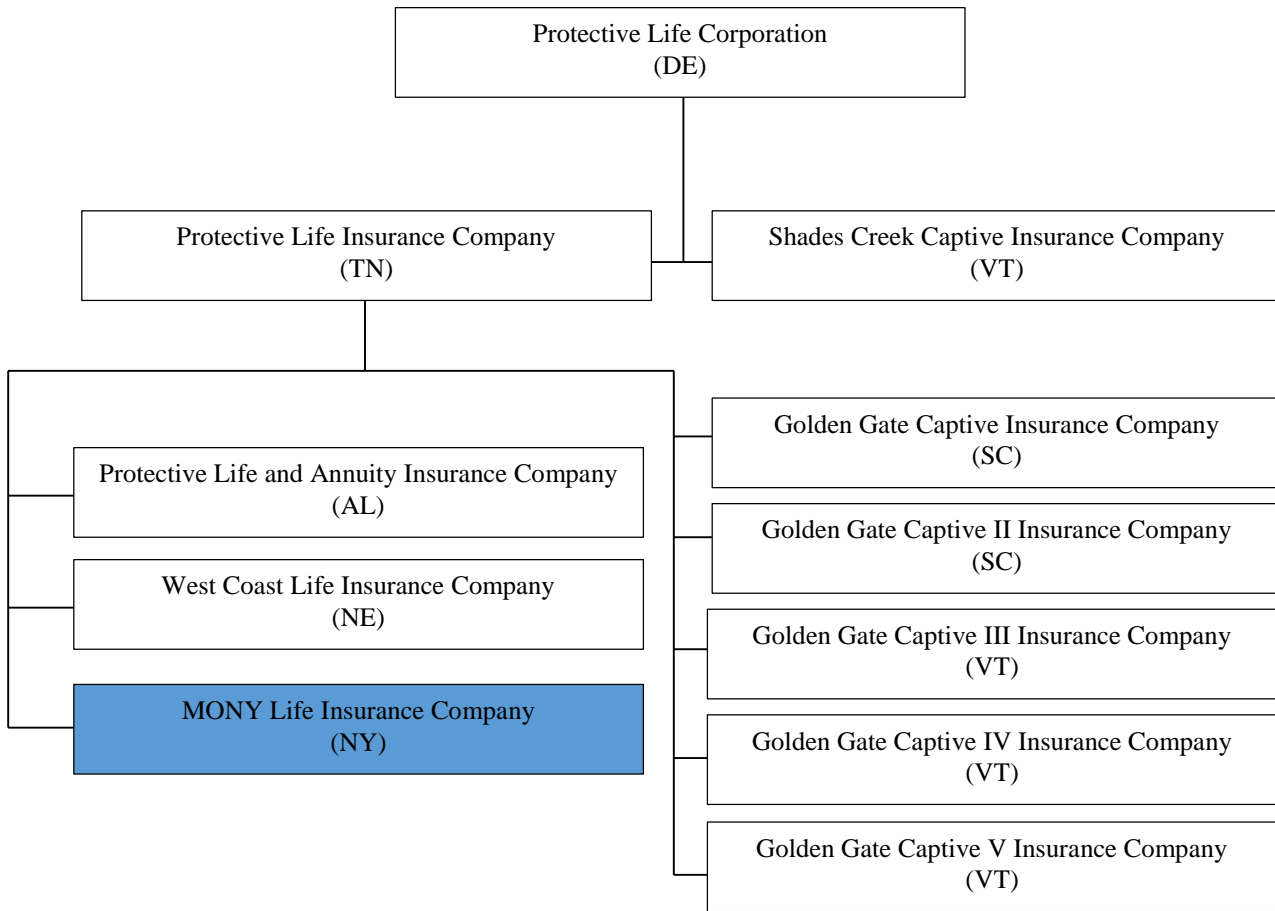 Protective Life Corporation
(DE)
Protective Life Insurance Company
(TN)
Shades Creek Captive Insurance Company
(VT)
Protective Life and Annuity Insurance Company
(AL)
West Coast Life Insurance Company
(NE)
MONY Life Insurance Company
(NY)
Golden Gate Captive Insurance Company
(SC)
Golden Gate Captive II Insurance Company
(SC)
Golden Gate Captive III Insurance Company
(VT)
Golden Gate Captive IV Insurance Company
(VT)
Golden Gate Captive V Insurance Company
(VT)